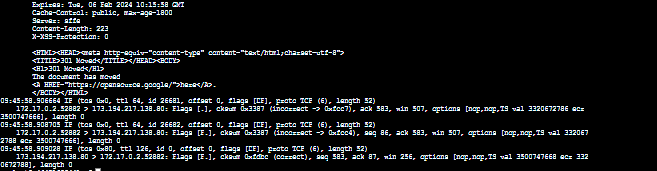 Expires: Tue, 06 Feb 2024 10:15:58 GMT
Cache-Control: public, max-age=1800
Server: sffe
Content-Length: 223
X-XSS-Protection: 0
<HTML><HEAD><meta http-equiv="content-type" content="text/html;charset=utf-8">
<TITLE>301 Moved</TITLE></HEAD><BODY>
<H1>301 Moved</H1>
The document has moved
<A HREF="https://opensource.google/">here</A>.
</BODY></HTML>
09:45:58.908664 IP (tos 0x0, ttl 64, id 26681, offset 0, flags [DF], proto TCP (6), length 52)
172.17.0.2.52882 > 173.194.217.138.80: Flags [.], cksum 0x3387 (incorrect -> 0xfcc7), ack 583, win 507, options [nop,nop,TS val 3320672786 ecr
3500747666], length 0
09:45:58.908705 IP (tos 0x0, ttl 64, id 26682, offset 0, flags [DF], proto TCP (6), length 52)
172.17.0.2.52882 > 173.194.217.138.80: Flags [F.], cksum 0x3387 (incorrect -> 0xfcc4), seq 86, ack 583, win 507, options [nop,nop,TS val 332067
2788 ecr 3500747666], length 0
09:45:58.909028 IP (tos 0x80, ttl 126, id 0, offset 0, flags [DF], proto TCP (6), length 52)
173.194.217.138.80 > 172.17.0.2.52882: Flags [F.], cksum 0xfdbc (correct), seq 583, ack 87, win 256, options [nop,nop,TS val 3500747668 ecr 332
0672788], length 0